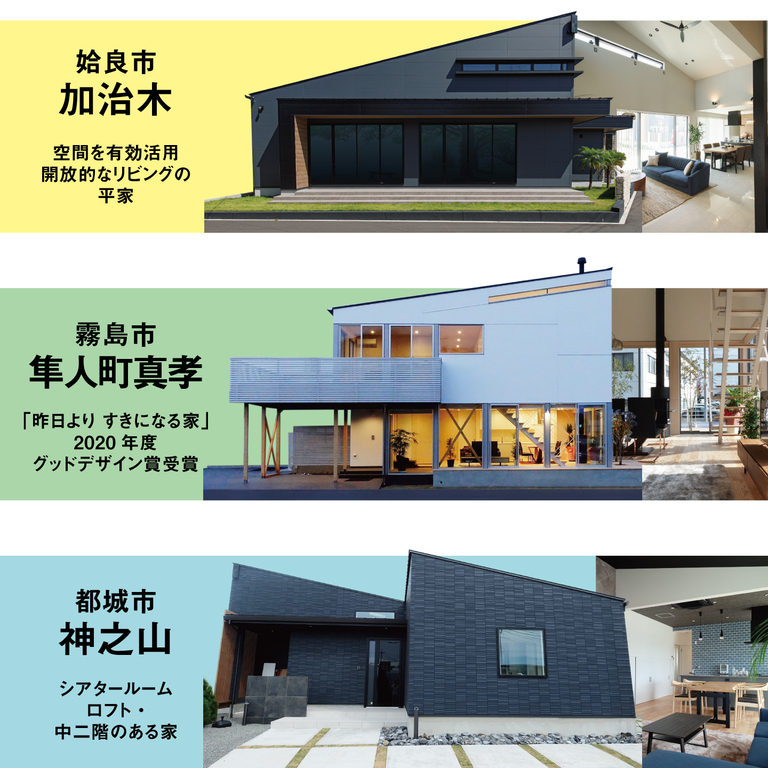 姶良市
加治木
空間を有効活用
開放的なリビングの
平家
霧島市
隼人町真孝
「昨日より すきになる家」
2020 年度
グッドデザイン賞受賞
都城市
神之山
シアタールーム
ロフト・
中二階のある家